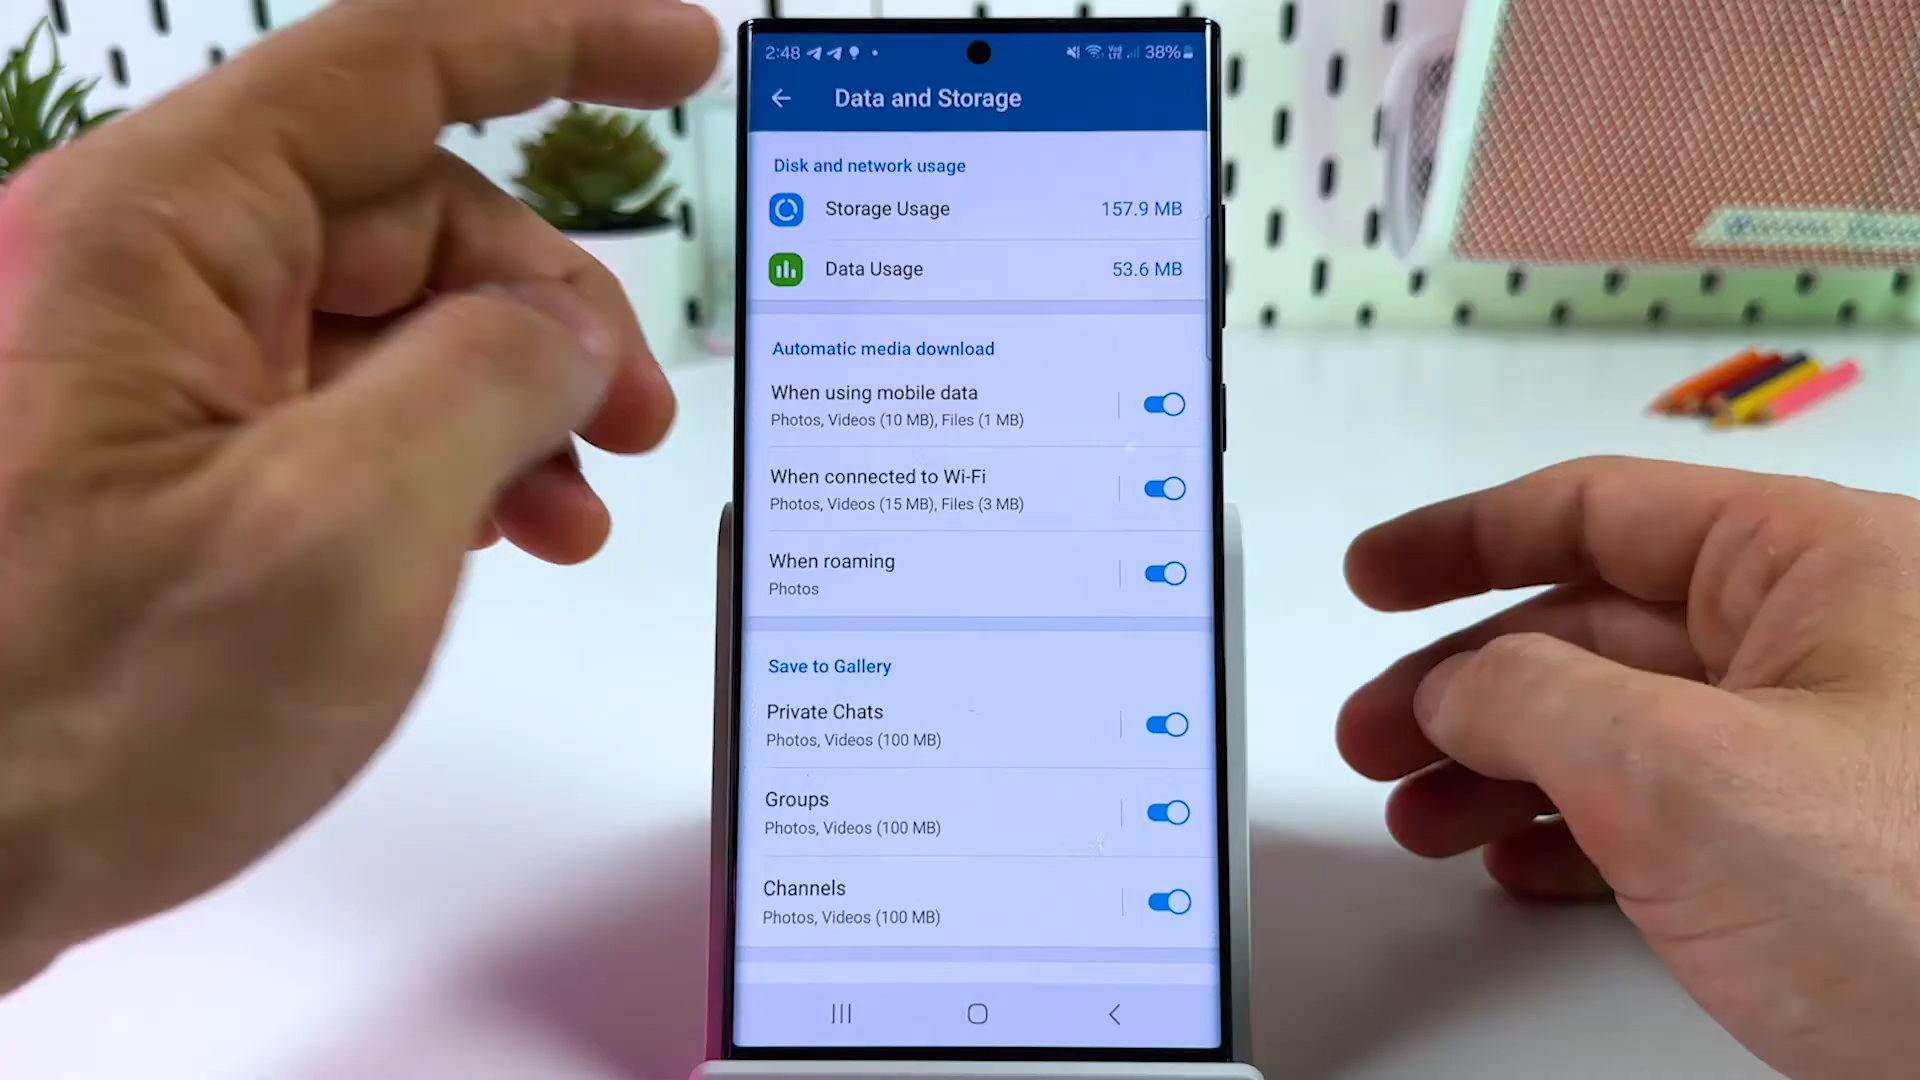 2:48
38%
Data and Storage
Disk and network usage
Storage Usage 157.9 MB
Data Usage 53.6 MB
Automatic media download
When using mobile data
Photos, Videos (10 MB), Files (1 MB)
When connected to Wi-Fi
Photos, Videos (15 MB), Files (3 MB)
When roaming
Photos
Save to Gallery
Private Chats
Photos, Videos (100 MB)
Groups
Photos, Videos (100 MB)
Channels
Photos, Videos (100 MB)